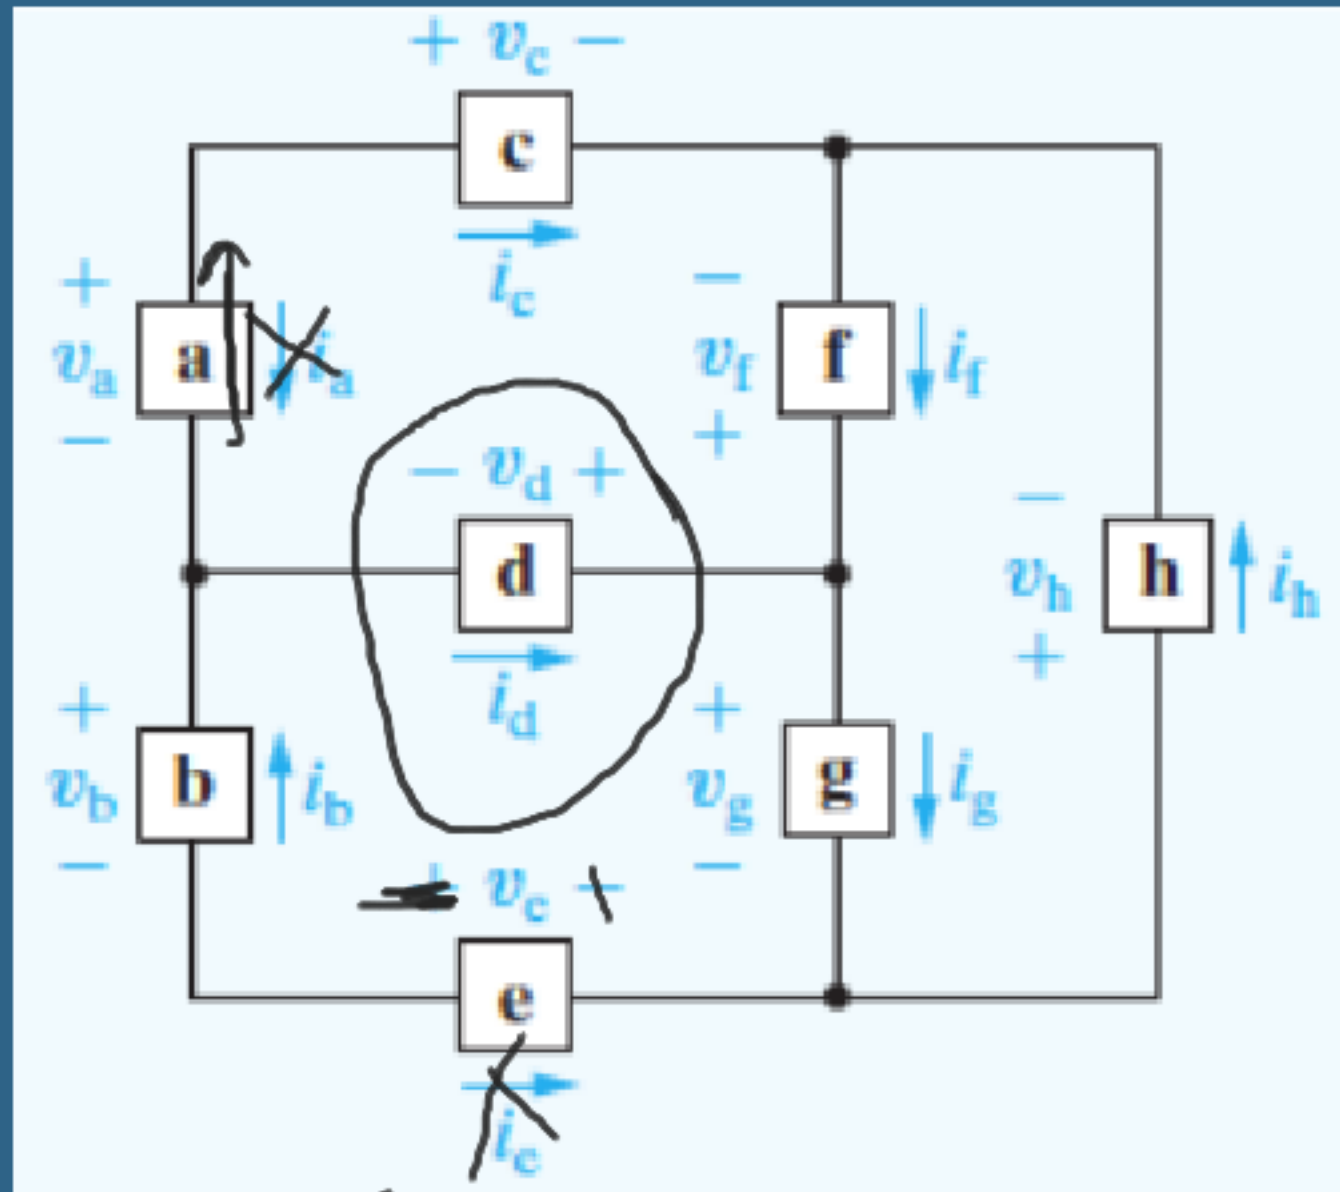 + v_c −
c
i_c
+
v_a
−
a
i_a
−
v_f
+
f
i_f
− v_d +
d
i_d
−
v_h
+
h
i_h
+
v_b
−
b
i_b
+
v_g
−
g
i_g
− v_e +
e
i_e